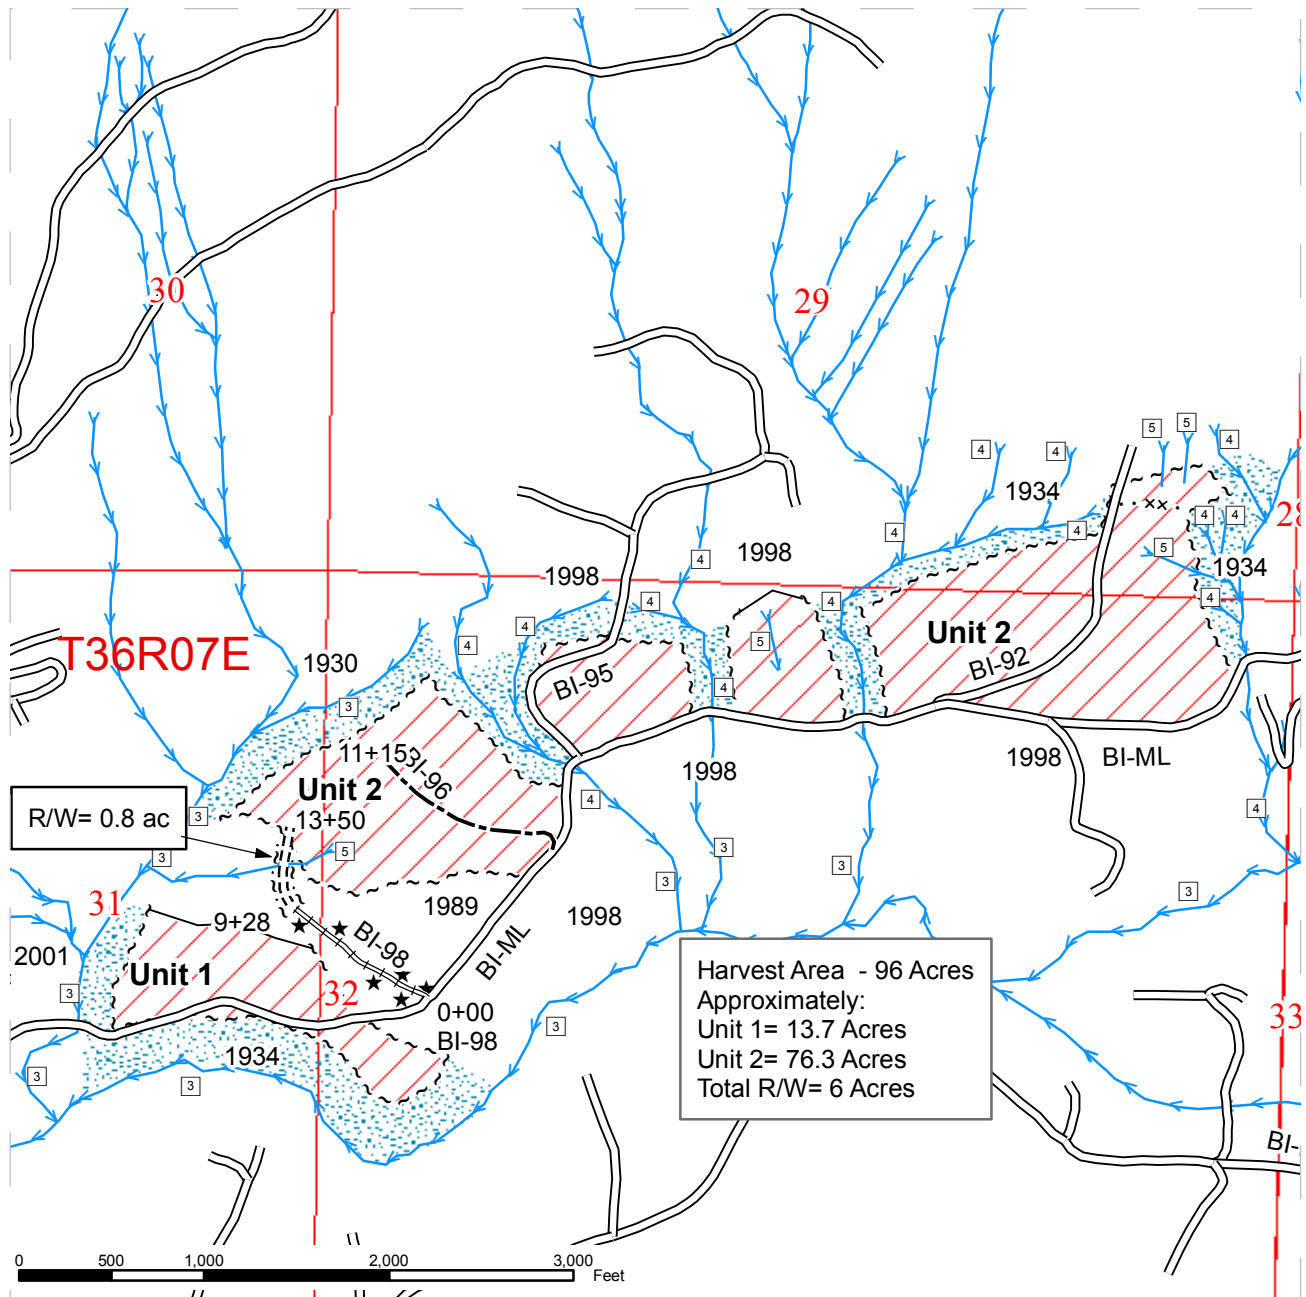 30
29
5
5
4
4
4
1934
4
4
4
4
28
1998
4
5
1934
1998
4
4
4
4
4
5
Unit 2
T36R07E
1930
4
BI-95
BI-92
3
4
11+15
BI-96
1998
1998
BI-ML
Unit 2
R/W= 0.8 ac
3
13+50
4
4
3
5
3
3
3
3
31
9+28
1989
1998
BI-98
BI-ML
2001
Unit 1
3
32
0+00
BI-98
3
1934
3
3
Harvest Area - 96 Acres
Approximately:
Unit 1= 13.7 Acres
Unit 2= 76.3 Acres
Total R/W= 6 Acres
33
BI-
0 500 1,000 2,000 3,000
Feet